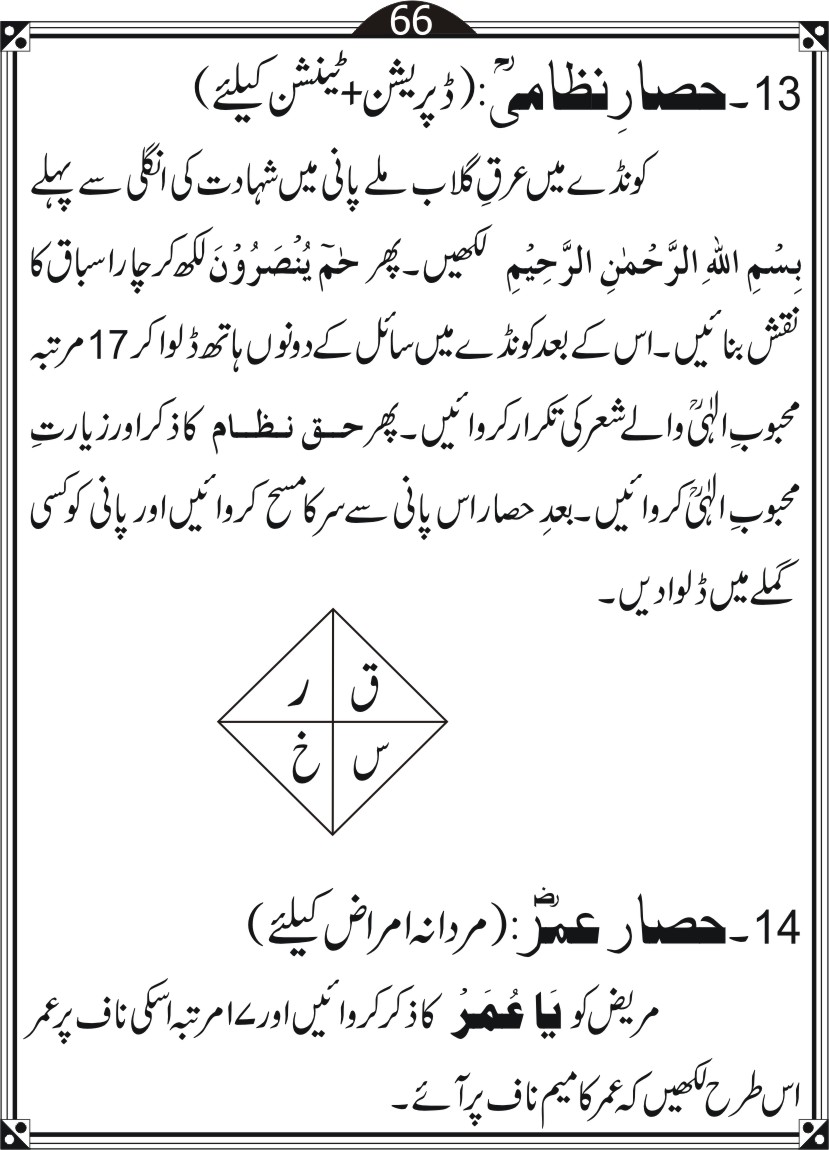 66
13۔حصارِنظامیؒ:(ڈپریشن+ٹینشن کیلئے)
کونڈے میں عرقِ گلاب ملے پانی میں شہادت کی انگلی سے پہلے
بِسْمِ اللّٰهِ الرَّحْمٰنِ الرَّحِيْمِ لکھیں۔پھر حٰمٓ يُنْصَرُوْنَ لکھ کر چار اسباق کا
نقش بنائیں۔اس کے بعد کونڈے میں سائل کے دونوں ہاتھ ڈلوا کر 17 مرتبہ
محبوبِ الٰہیؒ والے شعر کی تکرار کروائیں۔پھر حق نظام کا ذکر اور زیارتِ
محبوبِ الٰہیؒ کروائیں۔بعدِ حصار اس پانی سے سر کا مسح کروائیں اور پانی کو کسی
گملے میں ڈلوا دیں۔
ق ر
س خ
14۔حصار عمرؓ:(مردانہ امراض کیلئے)
مریض کو يَا عُمَرْ کا ذکر کروائیں اور ۱۷ مرتبہ اسکی ناف پر عمر
اس طرح لکھیں کہ عمر کا میم ناف پر آئے۔